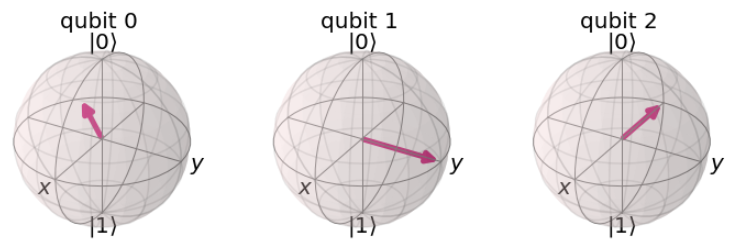 qubit 0 qubit 1 qubit 2
|0⟩ |0⟩ |0⟩
y y y
x x x
|1⟩ |1⟩ |1⟩